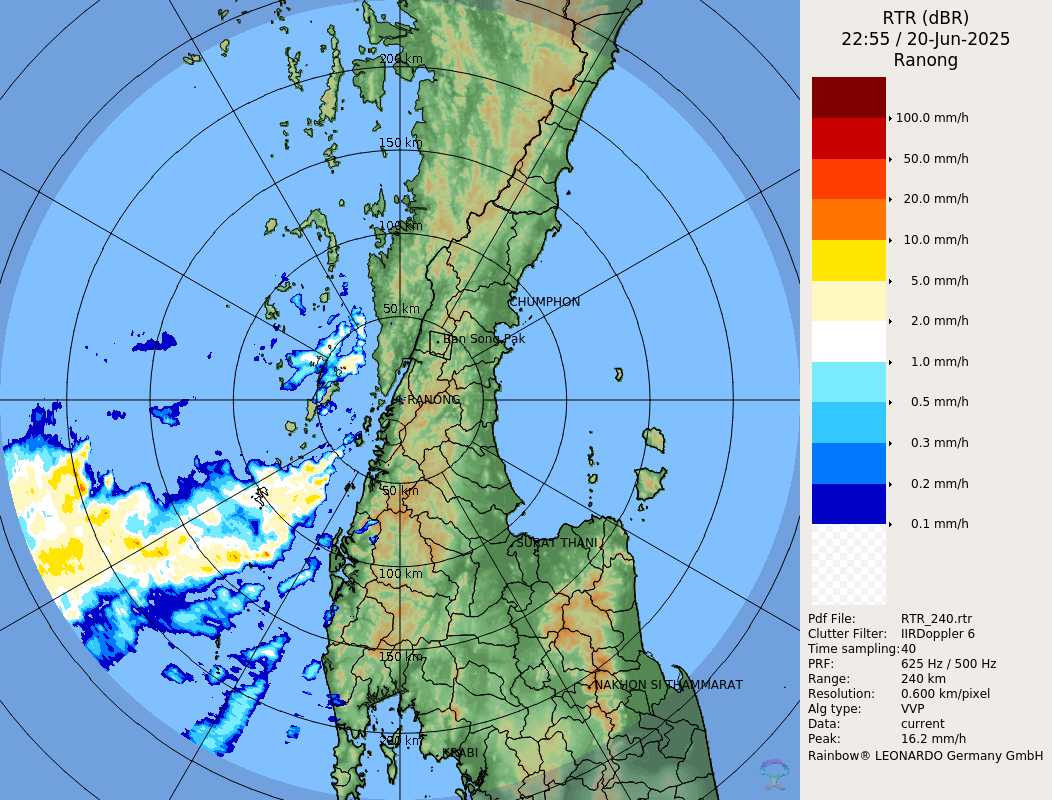 RTR (dBR)
22:55 / 20-Jun-2025
Ranong
200 km
150 km
100 km
50 km
CHUMPHON
Ban Song Pak
RANONG
50 km
SURAT THANI
100 km
150 km
NAKHON SI THAMMARAT
200 km
KRABI
100.0 mm/h
50.0 mm/h
20.0 mm/h
10.0 mm/h
5.0 mm/h
2.0 mm/h
1.0 mm/h
0.5 mm/h
0.3 mm/h
0.2 mm/h
0.1 mm/h
Pdf File: RTR_240.rtr
Clutter Filter: IIRDoppler 6
Time sampling:40
PRF: 625 Hz / 500 Hz
Range: 240 km
Resolution: 0.600 km/pixel
Alg type: VVP
Data: current
Peak: 16.2 mm/h
Rainbow® LEONARDO Germany GmbH